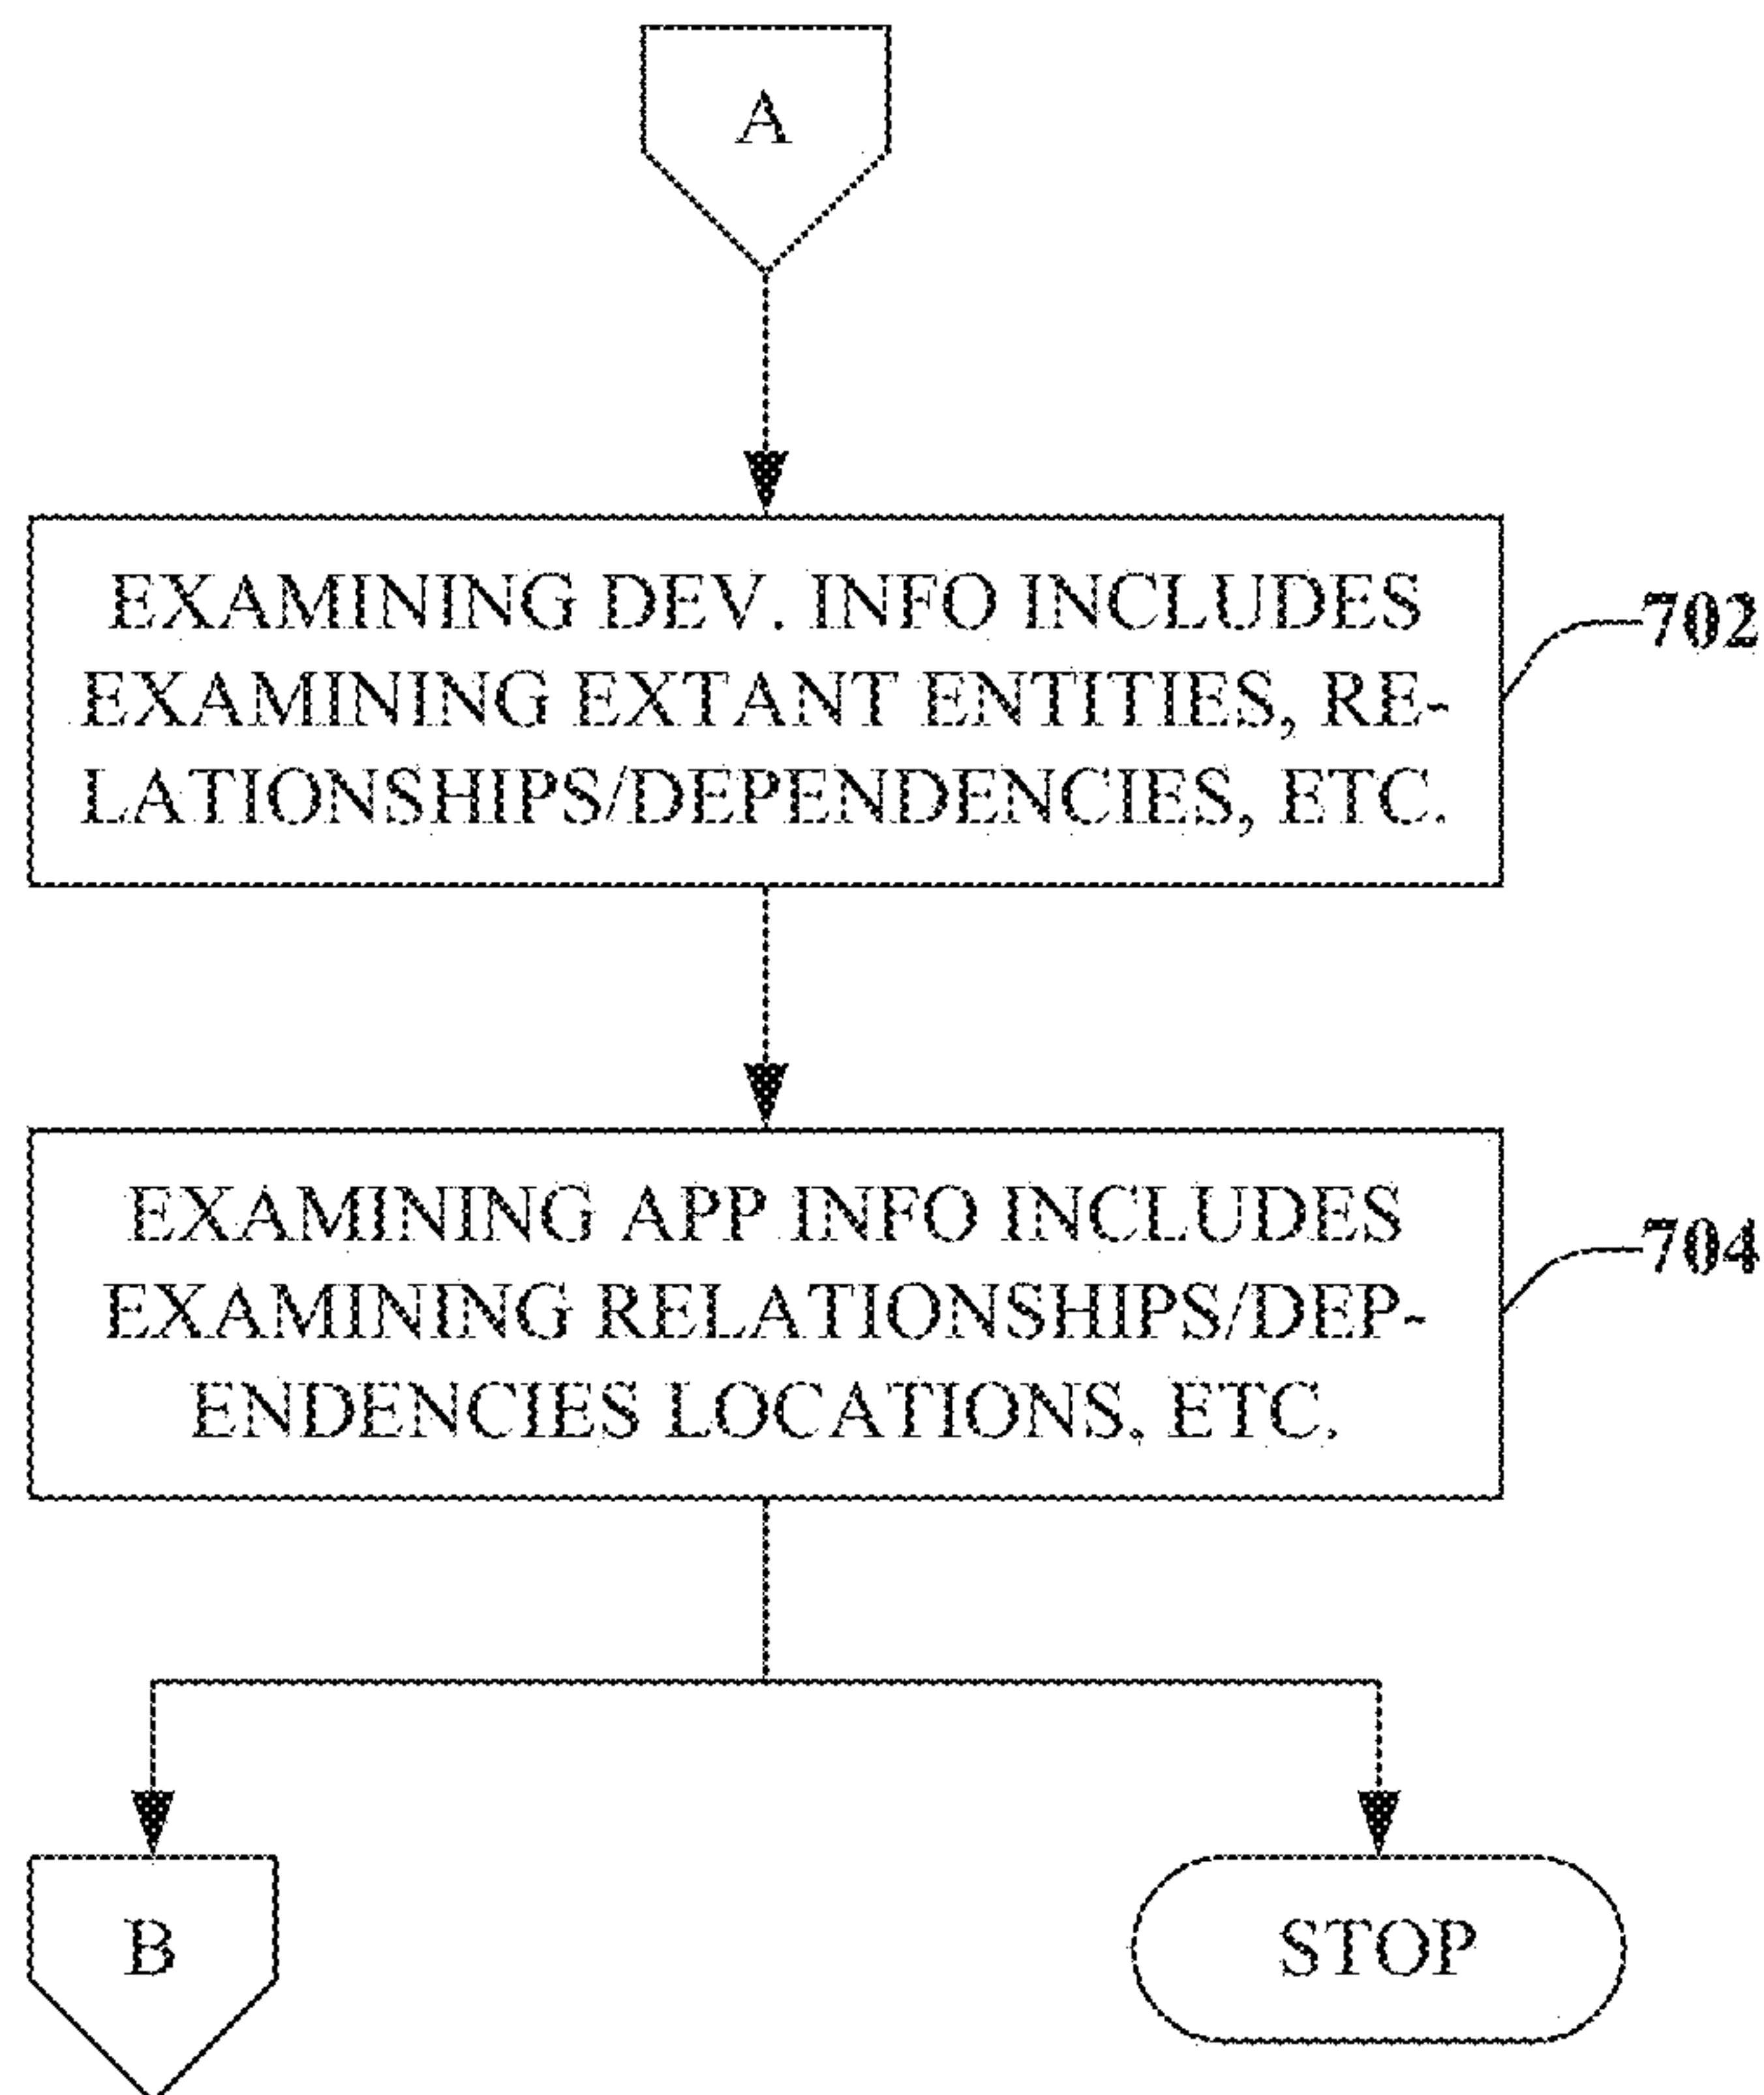 A
EXAMINING DEV. INFO INCLUDES
EXAMINING EXTANT ENTITIES, RE-
LATIONSHIPS/DEPENDENCIES, ETC.
702
EXAMINING APP INFO INCLUDES
EXAMINING RELATIONSHIPS/DEP-
ENDENCIES LOCATIONS, ETC.
704
B
STOP